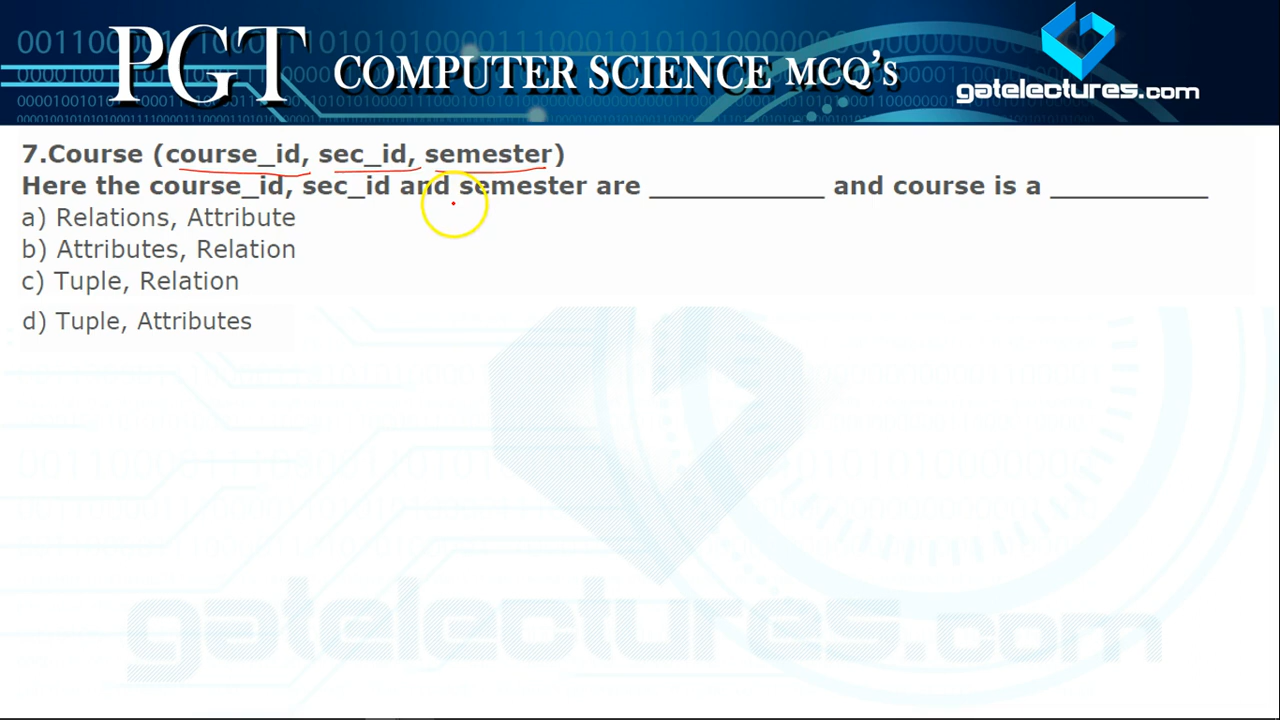 PGT COMPUTER SCIENCE MCQ's
gatelectures.com
7.Course (course_id, sec_id, semester)
Here the course_id, sec_id and semester are ____________ and course is a ___________
a) Relations, Attribute
b) Attributes, Relation
c) Tuple, Relation
d) Tuple, Attributes
gatelectures.com